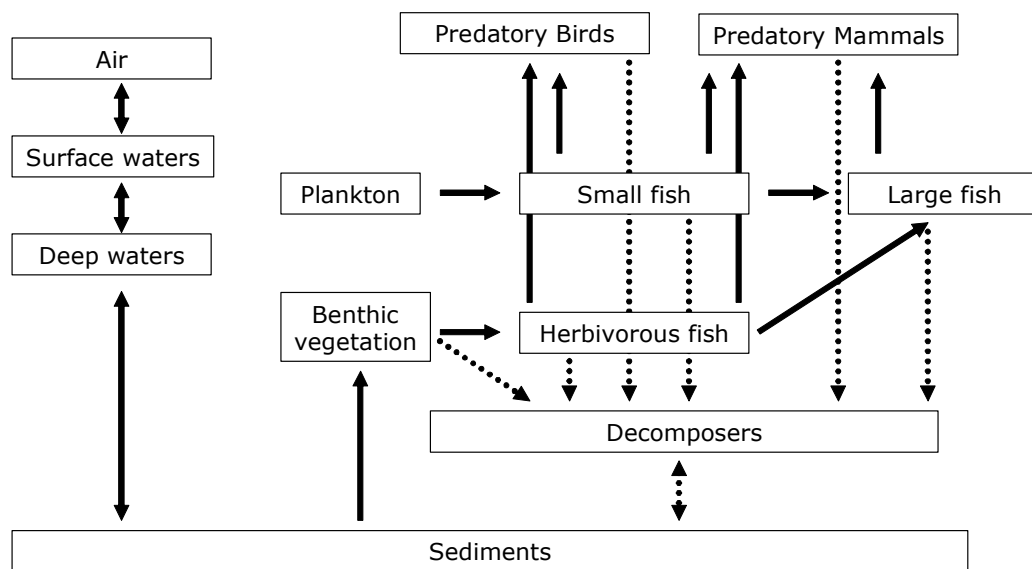 Predatory Birds
Predatory Mammals
Air
Surface waters
Plankton
Small fish
Large fish
Deep waters
Benthic
vegetation
Herbivorous fish
Decomposers
Sediments